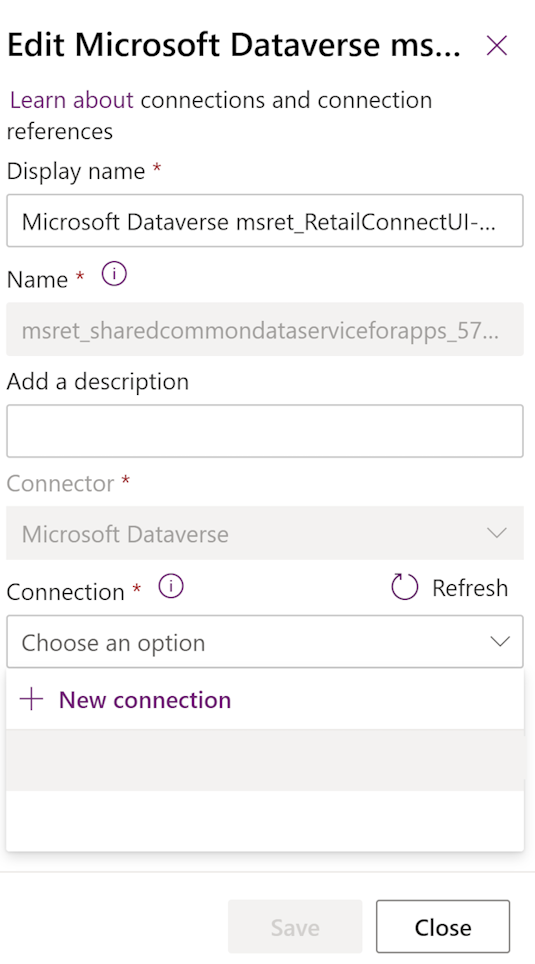 Edit Microsoft Dataverse ms...
Learn about connections and connection
references
Display name *
Microsoft Dataverse msret_RetailConnectUI-...
Name *
msret_sharedcommondataserviceforapps_57...
Add a description
Connector *
Microsoft Dataverse
Connection *
Refresh
Choose an option
+ New connection
Save
Close